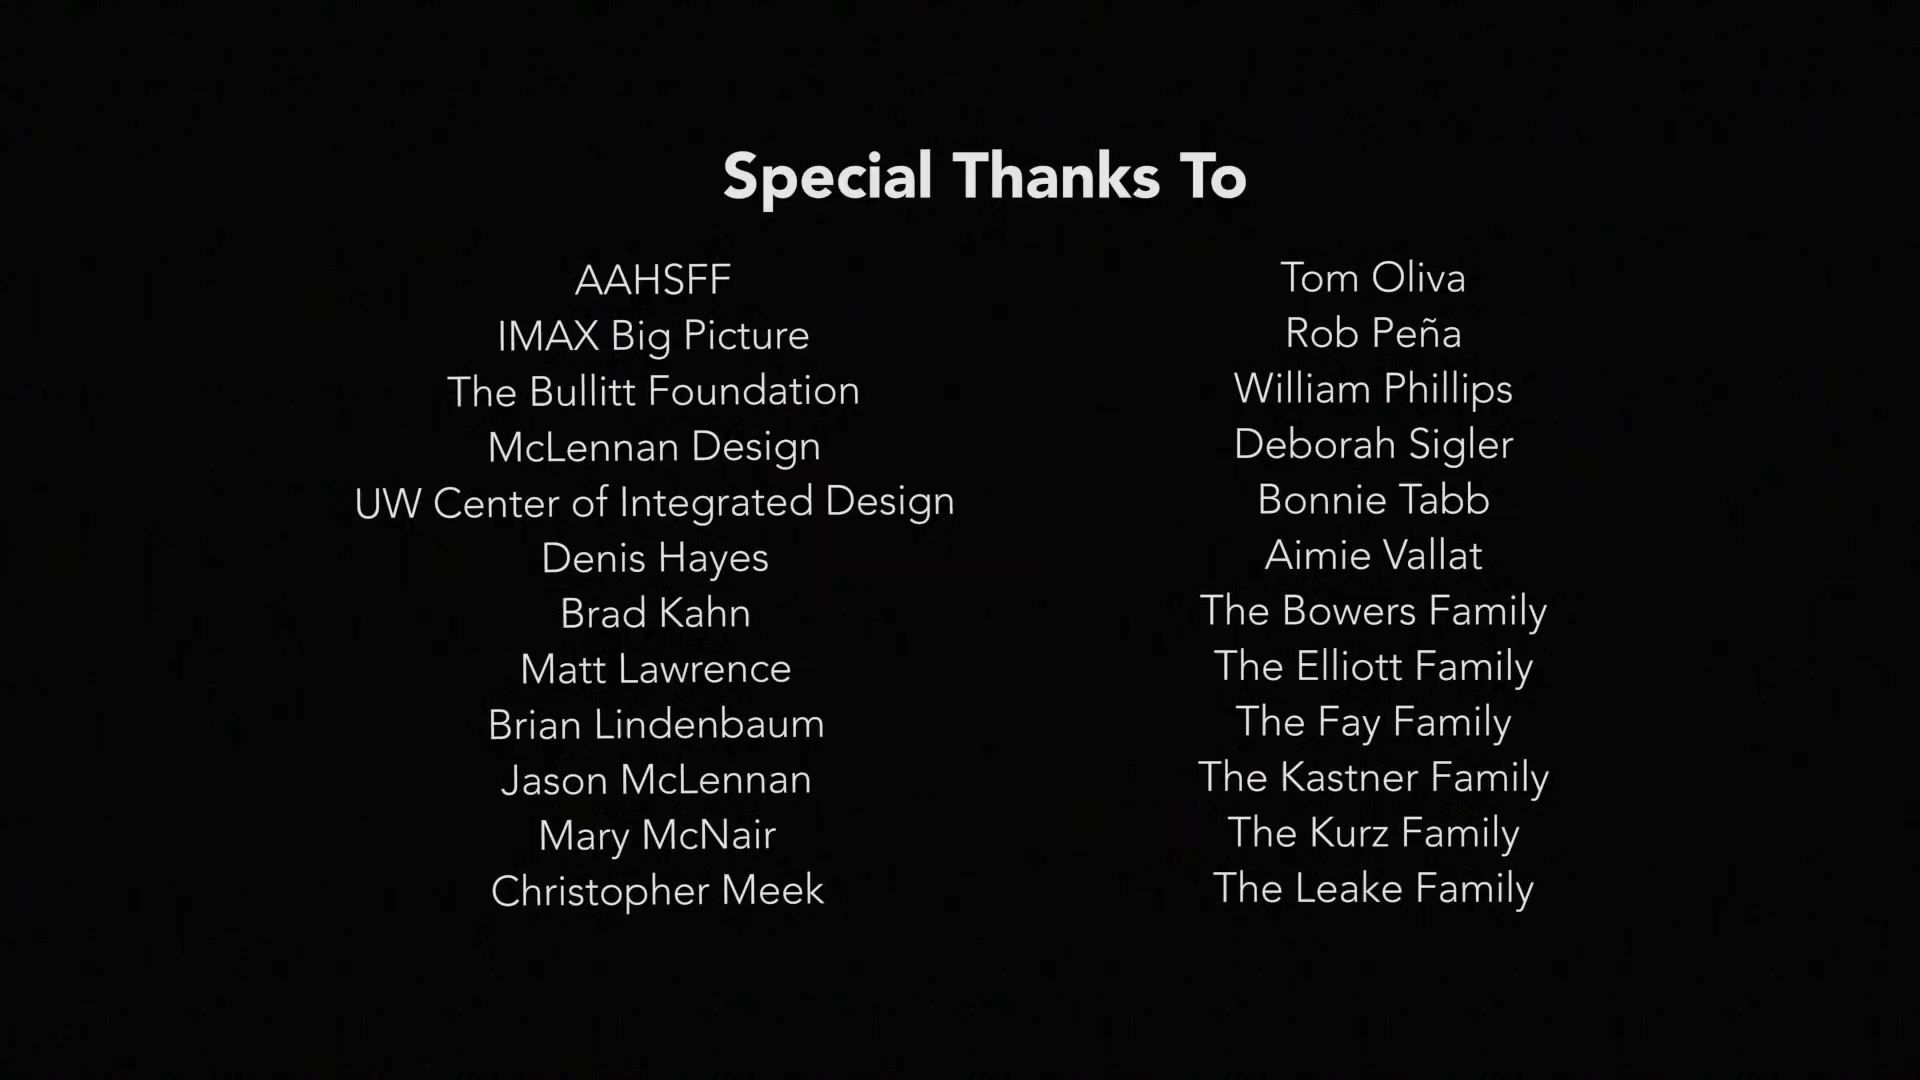 Special Thanks To
AAHSFF
IMAX Big Picture
The Bullitt Foundation
McLennan Design
UW Center of Integrated Design
Denis Hayes
Brad Kahn
Matt Lawrence
Brian Lindenbaum
Jason McLennan
Mary McNair
Christopher Meek
Tom Oliva
Rob Peña
William Phillips
Deborah Sigler
Bonnie Tabb
Aimie Vallat
The Bowers Family
The Elliott Family
The Fay Family
The Kastner Family
The Kurz Family
The Leake Family